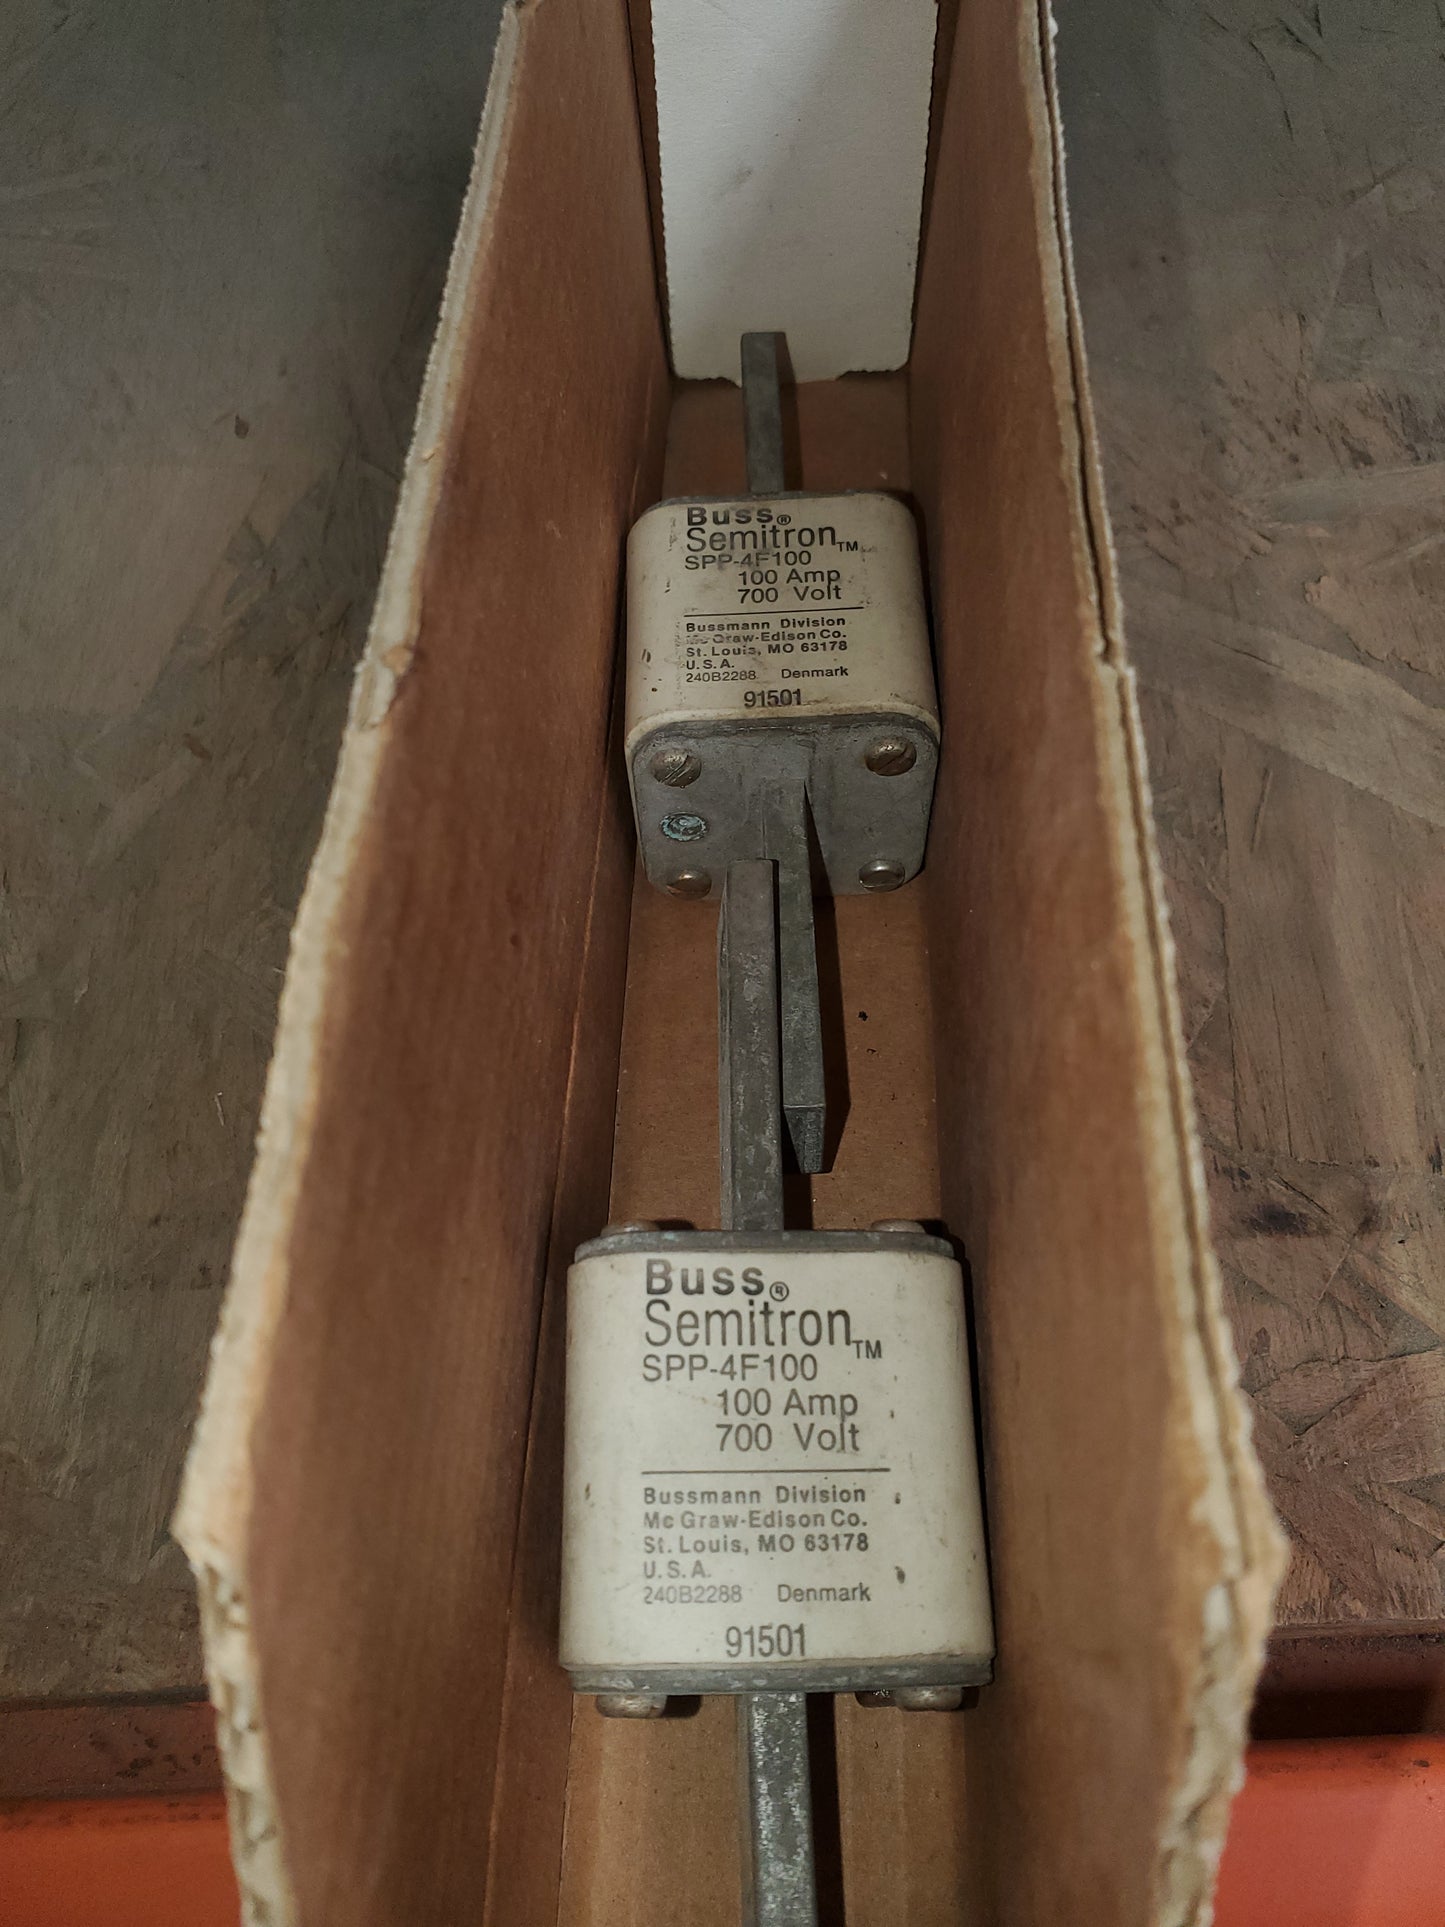 Buss®
Semitron™
SPP-4F100
100 Amp
700 Volt
Bussmann Division
Mc Graw-Edison Co.
St. Louis, MO 63178
U.S.A.
240B2288 Denmark
91501
Buss®
Semitron™
SPP-4F100
100 Amp
700 Volt
Bussmann Division
Mc Graw-Edison Co.
St. Louis, MO 63178
U.S.A.
240B2288 Denmark
91501